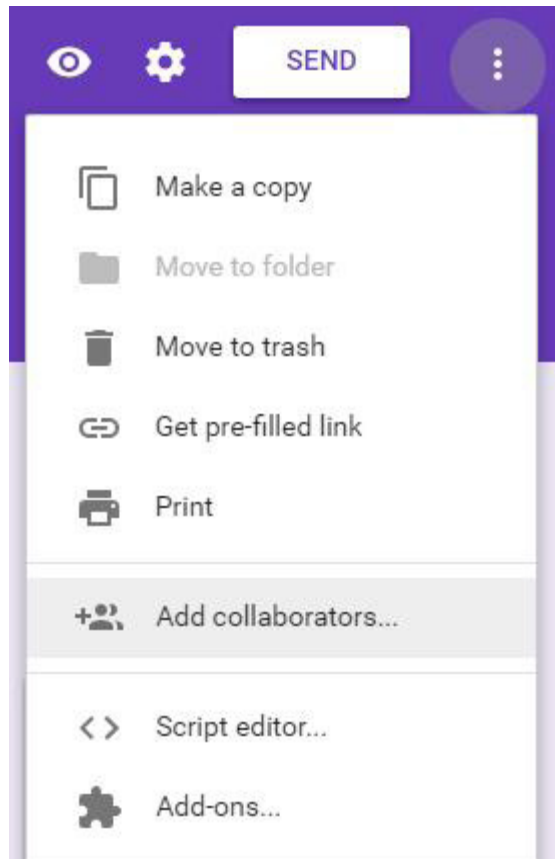 SEND
Make a copy
Move to folder
Move to trash
Get pre-filled link
Print
Add collaborators...
Script editor...
Add-ons...